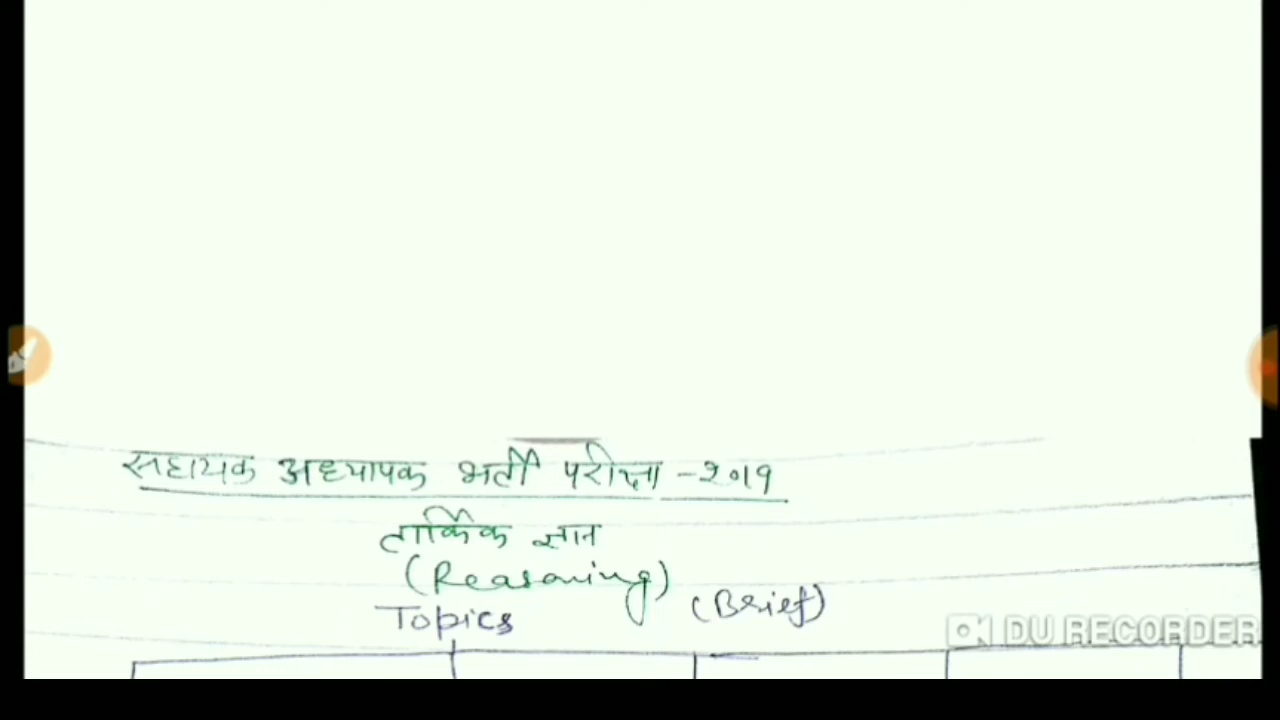 सहायक अध्यापक भर्ती परीक्षा -२०१९
तार्किक ज्ञान
(Reasoning)
Topics (Brief)
DU RECORDER